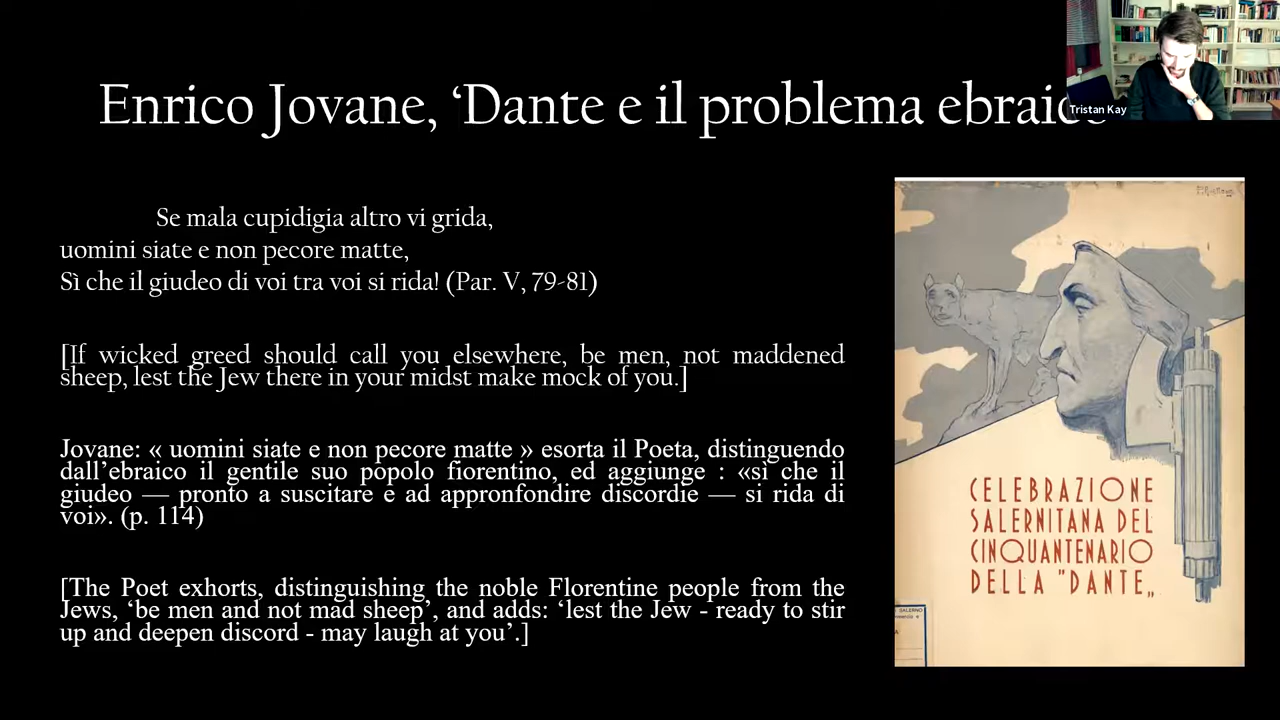 Enrico Jovane, ‘Dante e il problema ebraico
Tristan Kay
Se mala cupidigia altro vi grida,
uomini siate e non pecore matte,
Sì che il giudeo di voi tra voi si rida! (Par. V, 79-81)
[If wicked greed should call you elsewhere, be men, not maddened
sheep, lest the Jew there in your midst make mock of you.]
Jovane: « uomini siate e non pecore matte » esorta il Poeta, distinguendo
dall’ebraico il gentile suo popolo fiorentino, ed aggiunge : «sì che il
giudeo — pronto a suscitare e ad appronfondire discordie — si rida di
voi». (p. 114)
[The Poet exhorts, distinguishing the noble Florentine people from the
Jews, ‘be men and not mad sheep’, and adds: ‘lest the Jew - ready to stir
up and deepen discord - may laugh at you’.]
CELEBRAZIONE
SALERNITANA DEL
CINQUANTENARIO
DELLA "DANTE„
SALERNO